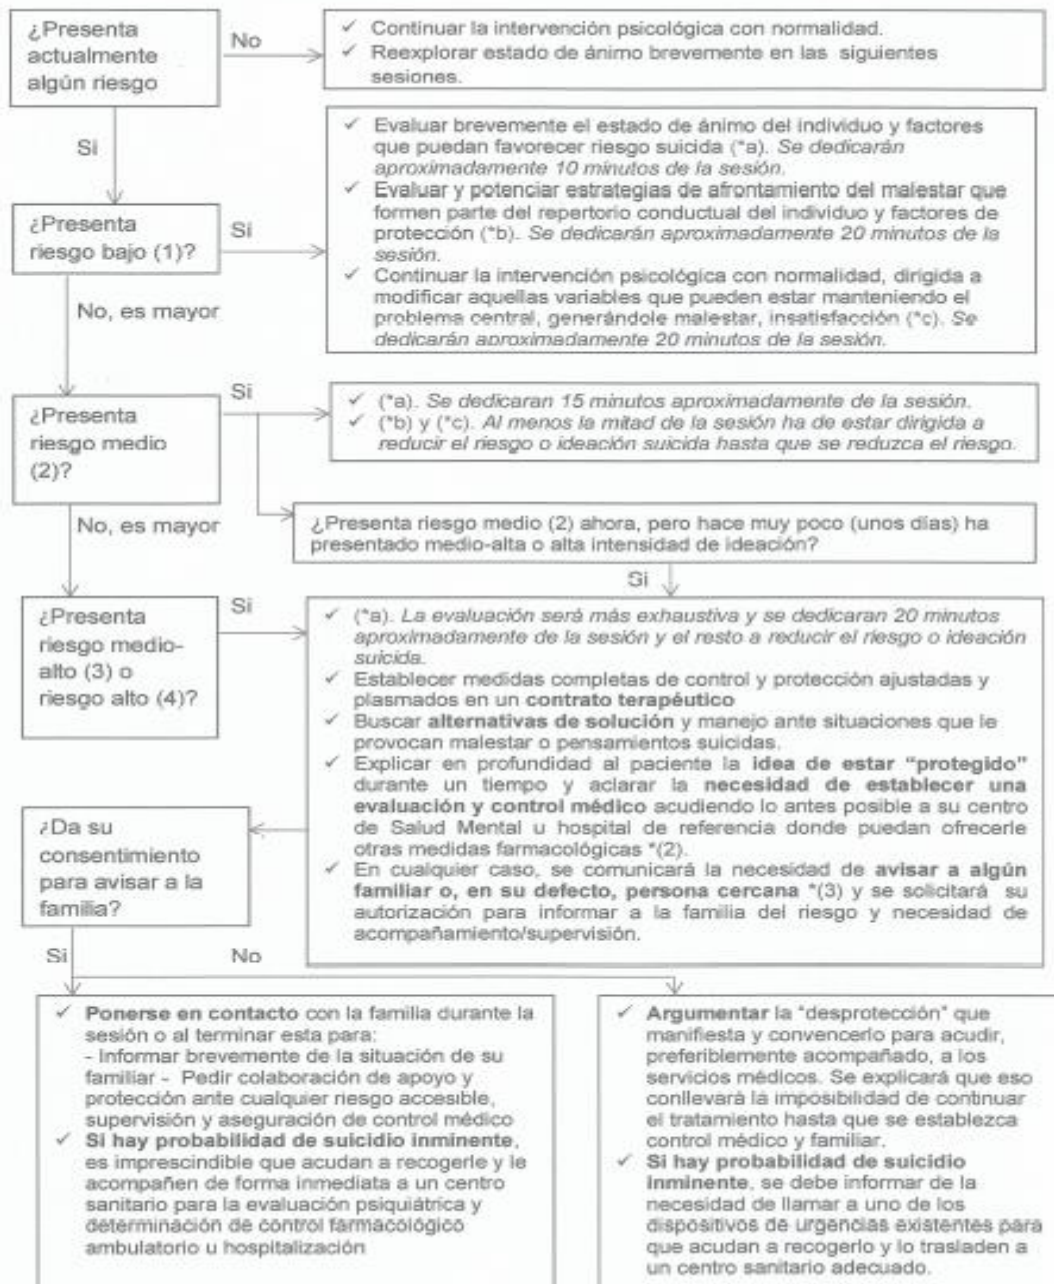 ¿Presenta
actualmente
algún riesgo
No
✓ Continuar la intervención psicológica con normalidad.
✓ Reexplorar estado de ánimo brevemente en las siguientes
sesiones.
Si
✓ Evaluar brevemente el estado de ánimo del individuo y factores
que puedan favorecer riesgo suicida (*a). Se dedicarán
aproximadamente 10 minutos de la sesión.
✓ Evaluar y potenciar estrategias de afrontamiento del malestar que
formen parte del repertorio conductual del individuo y factores de
protección (*b). Se dedicarán aproximadamente 20 minutos de la
sesión.
✓ Continuar la intervención psicológica con normalidad, dirigida a
modificar aquellas variables que pueden estar manteniendo el
problema central, generándole malestar, insatisfacción (*c). Se
dedicarán aproximadamente 20 minutos de la sesión.
¿Presenta
riesgo bajo (1)?
Si
No, es mayor
¿Presenta
riesgo medio
(2)?
Si
✓ (*a). Se dedicaran 15 minutos aproximadamente de la sesión.
✓ (*b) y (*c). Al menos la mitad de la sesión ha de estar dirigida a
reducir el riesgo o ideación suicida hasta que se reduzca el riesgo.
No, es mayor
¿Presenta riesgo medio (2) ahora, pero hace muy poco (unos días) ha
presentado medio-alta o alta intensidad de ideación?
Si
¿Presenta
riesgo medio-
alto (3) o
riesgo alto (4)?
Si
✓ (*a). La evaluación será más exhaustiva y se dedicaran 20 minutos
aproximadamente de la sesión y el resto a reducir el riesgo o ideación
suicida.
✓ Establecer medidas completas de control y protección ajustadas y
plasmados en un contrato terapéutico
✓ Buscar alternativas de solución y manejo ante situaciones que le
provocan malestar o pensamientos suicidas.
✓ Explicar en profundidad al paciente la idea de estar "protegido"
durante un tiempo y aclarar la necesidad de establecer una
evaluación y control médico acudiendo lo antes posible a su centro
de Salud Mental u hospital de referencia donde puedan ofrecerle
otras medidas farmacológicas *(2).
✓ En cualquier caso, se comunicará la necesidad de avisar a algún
familiar o, en su defecto, persona cercana *(3) y se solicitará su
autorización para informar a la familia del riesgo y necesidad de
acompañamiento/supervisión.
¿Da su
consentimiento
para avisar a la
familia?
Si
No
✓ Ponerse en contacto con la familia durante la
sesión o al terminar esta para:
- Informar brevemente de la situación de su
familiar - Pedir colaboración de apoyo y
protección ante cualquier riesgo accesible,
supervisión y aseguración de control médico
✓ Si hay probabilidad de suicidio inminente,
es imprescindible que acudan a recogerle y le
acompañen de forma inmediata a un centro
sanitario para la evaluación psiquiátrica y
determinación de control farmacológico
ambulatorio u hospitalización
✓ Argumentar la "desprotección" que
manifiesta y convencerlo para acudir,
preferiblemente acompañado, a los
servicios médicos. Se explicará que eso
conllevará la imposibilidad de continuar
el tratamiento hasta que se establezca
control médico y familiar.
✓ Si hay probabilidad de suicidio
inminente, se debe informar de la
necesidad de llamar a uno de los
dispositivos de urgencias existentes para
que acudan a recogerlo y lo trasladen a
un centro sanitario adecuado.